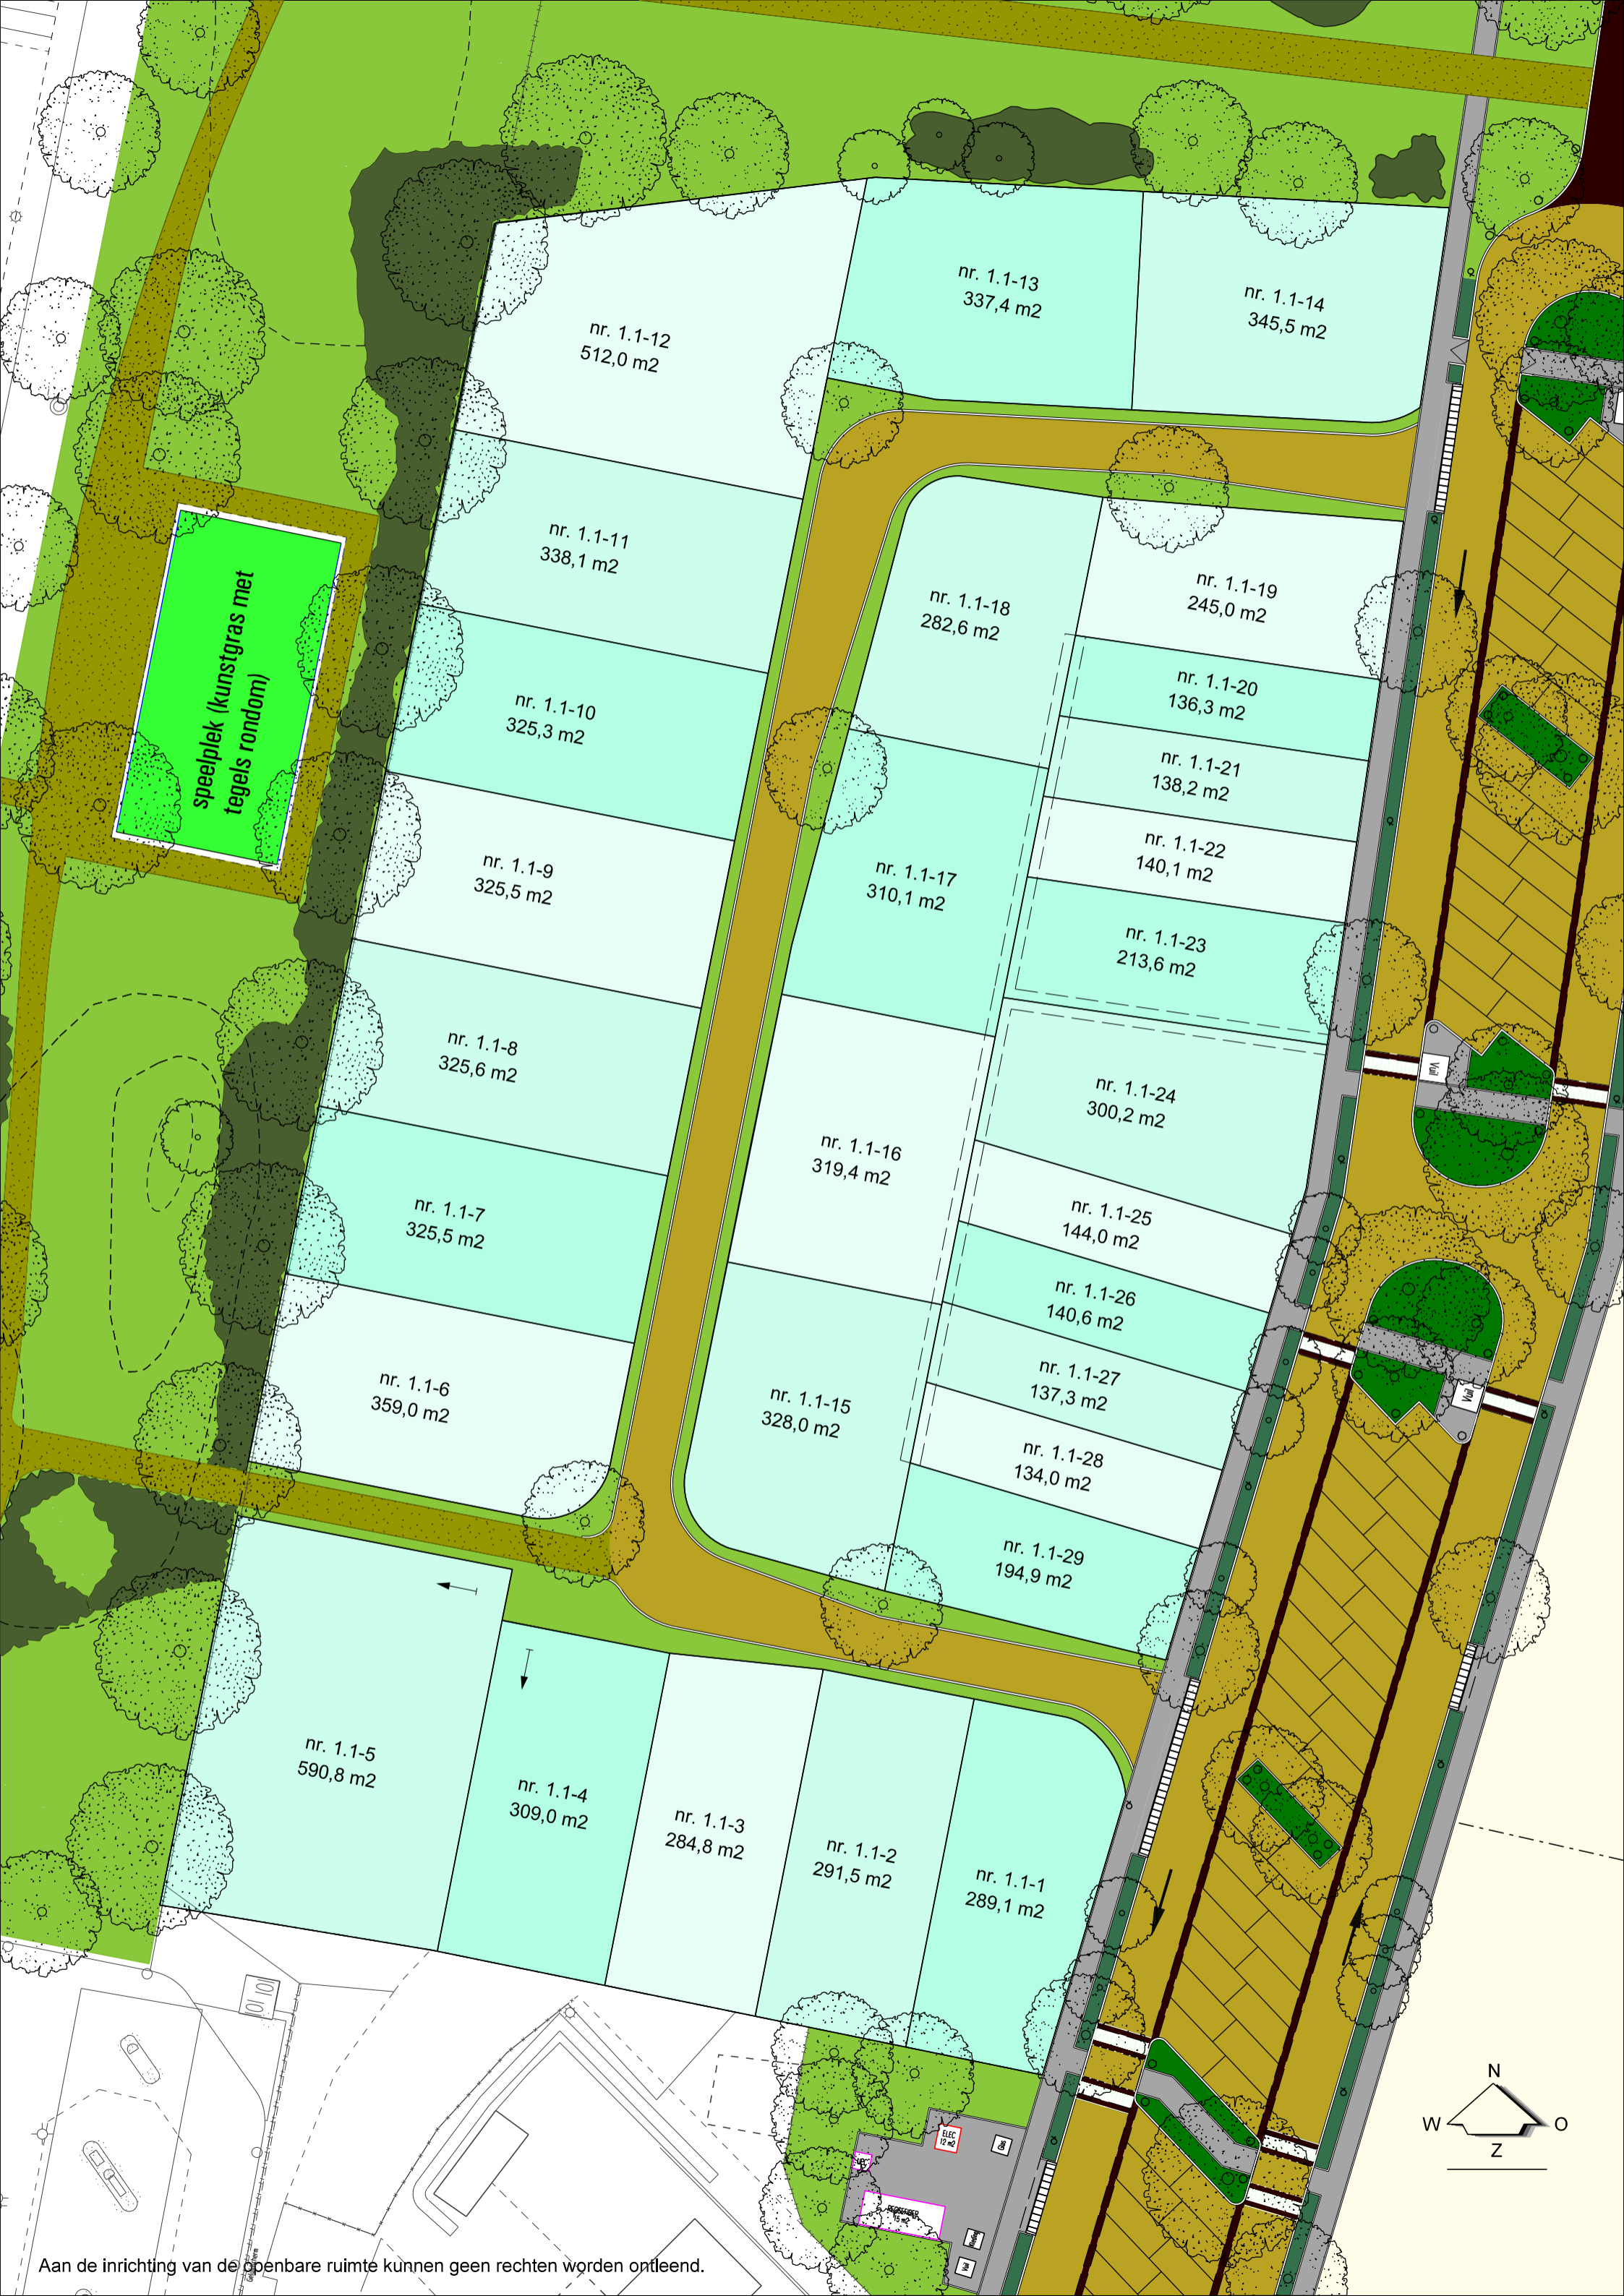 nr. 1.1-13
337,4 m2
nr. 1.1-14
345,5 m2
nr. 1.1-12
512,0 m2
nr. 1.1-11
338,1 m2
nr. 1.1-19
245,0 m2
nr. 1.1-18
282,6 m2
speelplek (kunstgras met
tegels rondom)
nr. 1.1-20
136,3 m2
nr. 1.1-10
325,3 m2
nr. 1.1-21
138,2 m2
nr. 1.1-22
140,1 m2
nr. 1.1-9
325,5 m2
nr. 1.1-17
310,1 m2
nr. 1.1-23
213,6 m2
nr. 1.1-8
325,6 m2
Vuil
nr. 1.1-24
300,2 m2
nr. 1.1-16
319,4 m2
nr. 1.1-7
325,5 m2
nr. 1.1-25
144,0 m2
nr. 1.1-26
140,6 m2
nr. 1.1-27
137,3 m2
nr. 1.1-6
359,0 m2
Vuil
nr. 1.1-15
328,0 m2
nr. 1.1-28
134,0 m2
nr. 1.1-29
194,9 m2
nr. 1.1-5
590,8 m2
nr. 1.1-4
309,0 m2
nr. 1.1-3
284,8 m2
nr. 1.1-2
291,5 m2
nr. 1.1-1
289,1 m2
N
W
O
Z
ELEC
12 m2
Vuil
Aan de inrichting van de openbare ruimte kunnen geen rechten worden ontleend.